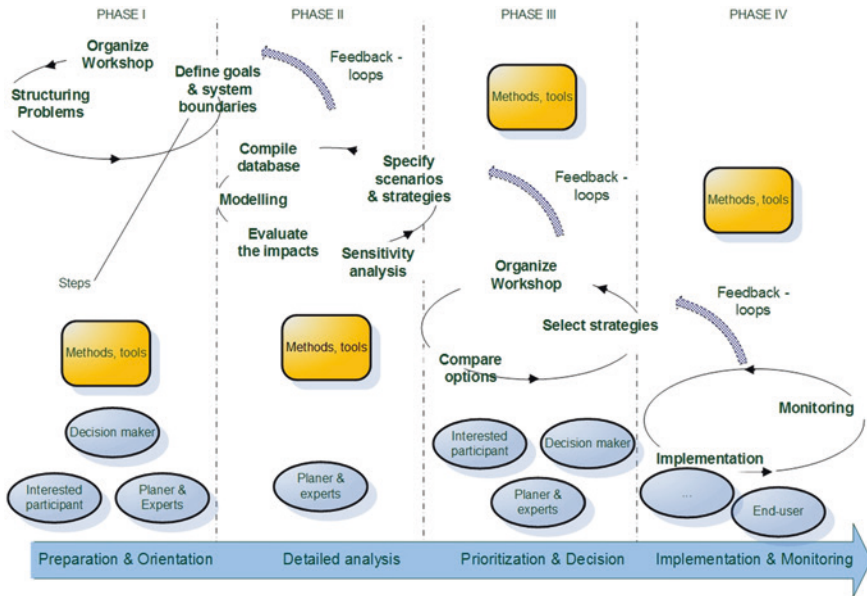 PHASE I
PHASE II
PHASE III
PHASE IV
Organize
Workshop
Structuring
Problems
Define goals
& system
boundaries
Steps
Methods, tools
Decision maker
Interested
participant
Planer &
Experts
Feedback -
loops
Compile
database
Specify
scenarios
& strategies
Modelling
Evaluate
the impacts
Sensitivity
analysis
Methods, tools
Planer &
experts
Methods, tools
Feedback -
loops
Organize
Workshop
Select strategies
Compare
options
Interested
participant
Decision maker
Planer &
experts
Methods, tools
Feedback -
loops
Monitoring
Implementation
...
End-user
Preparation & Orientation
Detailed analysis
Prioritization & Decision
Implementation & Monitoring